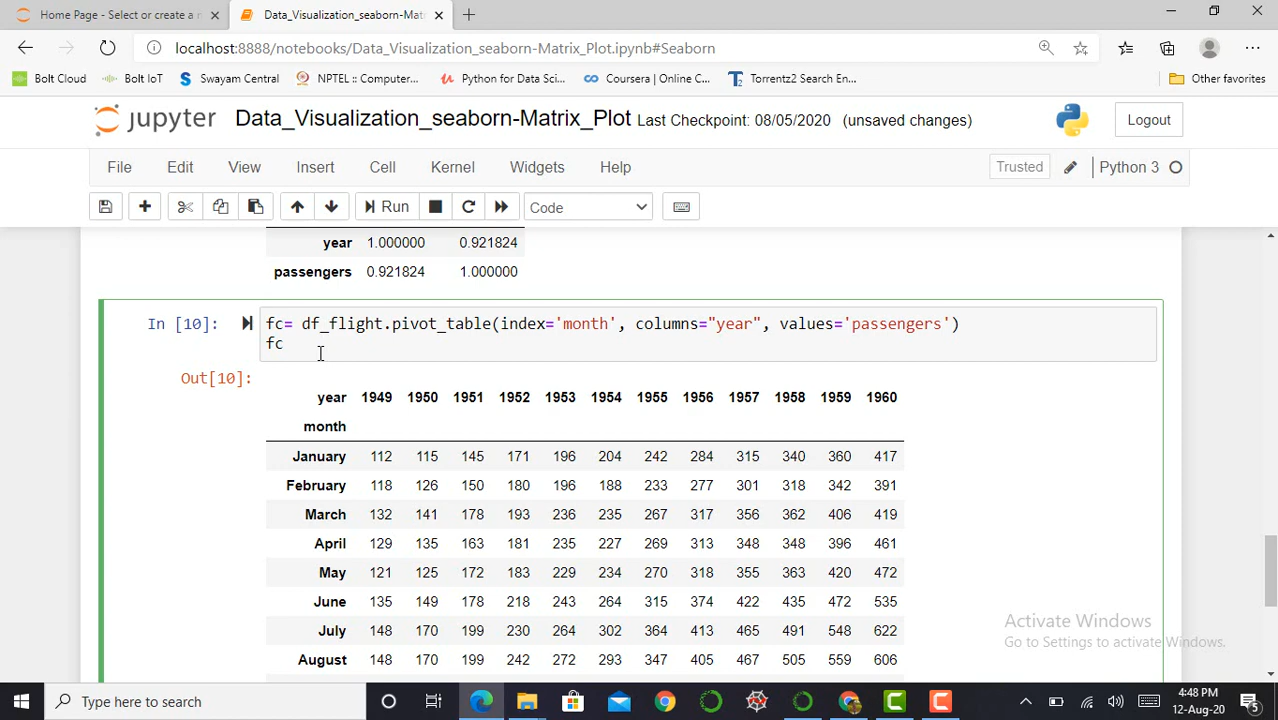 Home Page - Select or create a n
Data_Visualization_seaborn-Matr
localhost:8888/notebooks/Data_Visualization_seaborn-Matrix_Plot.ipynb#Seaborn
Bolt Cloud
Bolt IoT
Swayam Central
NPTEL :: Computer...
Python for Data Sci...
Coursera | Online C...
Torrentz2 Search En...
Other favorites
jupyter Data_Visualization_seaborn-Matrix_Plot Last Checkpoint: 08/05/2020 (unsaved changes)
Logout
File Edit View Insert Cell Kernel Widgets Help
Trusted
Python 3
Run
Code
year 1.000000 0.921824
passengers 0.921824 1.000000
In [10]: fc= df_flight.pivot_table(index='month', columns="year", values='passengers')
fc
Out[10]:
year 1949 1950 1951 1952 1953 1954 1955 1956 1957 1958 1959 1960
month
January 112 115 145 171 196 204 242 284 315 340 360 417
February 118 126 150 180 196 188 233 277 301 318 342 391
March 132 141 178 193 236 235 267 317 356 362 406 419
April 129 135 163 181 235 227 269 313 348 348 396 461
May 121 125 172 183 229 234 270 318 355 363 420 472
June 135 149 178 218 243 264 315 374 422 435 472 535
July 148 170 199 230 264 302 364 413 465 491 548 622
August 148 170 199 242 272 293 347 405 467 505 559 606
Activate Windows
Go to Settings to activate Windows.
Type here to search
4:48 PM
12-Aug-20
5